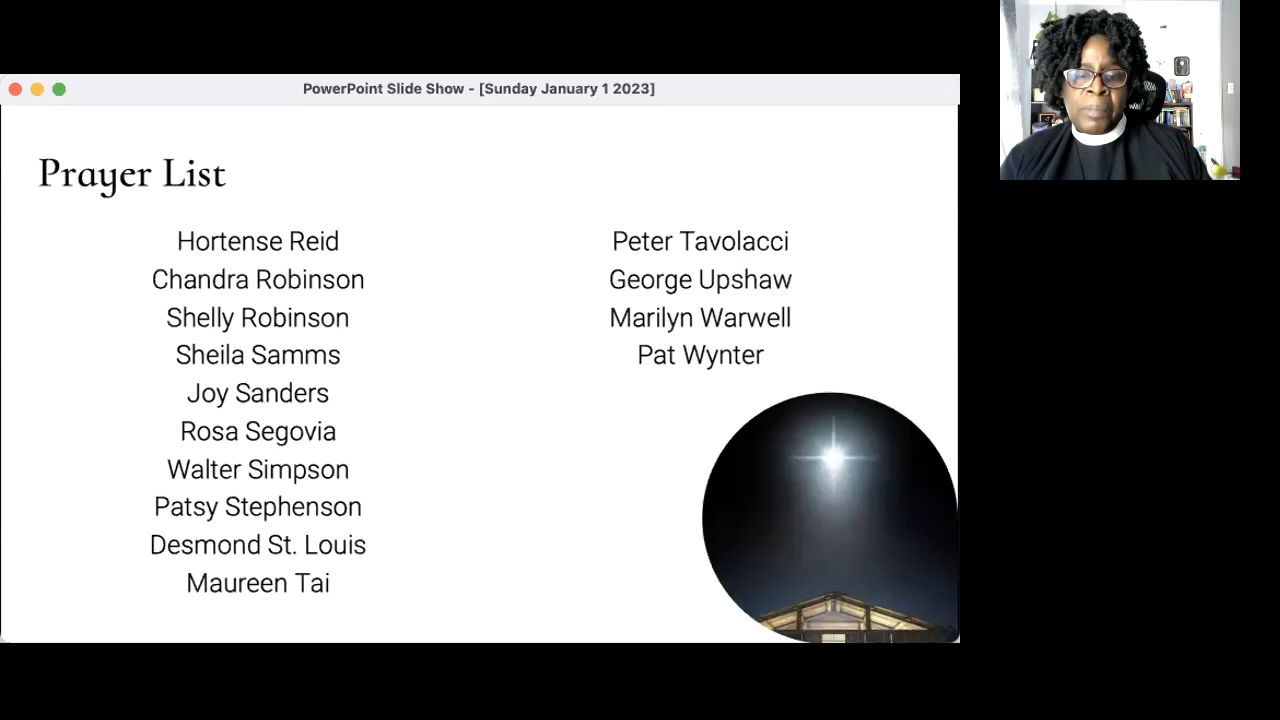 PowerPoint Slide Show - [Sunday January 1 2023]
Prayer List
Hortense Reid
Chandra Robinson
Shelly Robinson
Sheila Samms
Joy Sanders
Rosa Segovia
Walter Simpson
Patsy Stephenson
Desmond St. Louis
Maureen Tai
Peter Tavolacci
George Upshaw
Marilyn Warwell
Pat Wynter